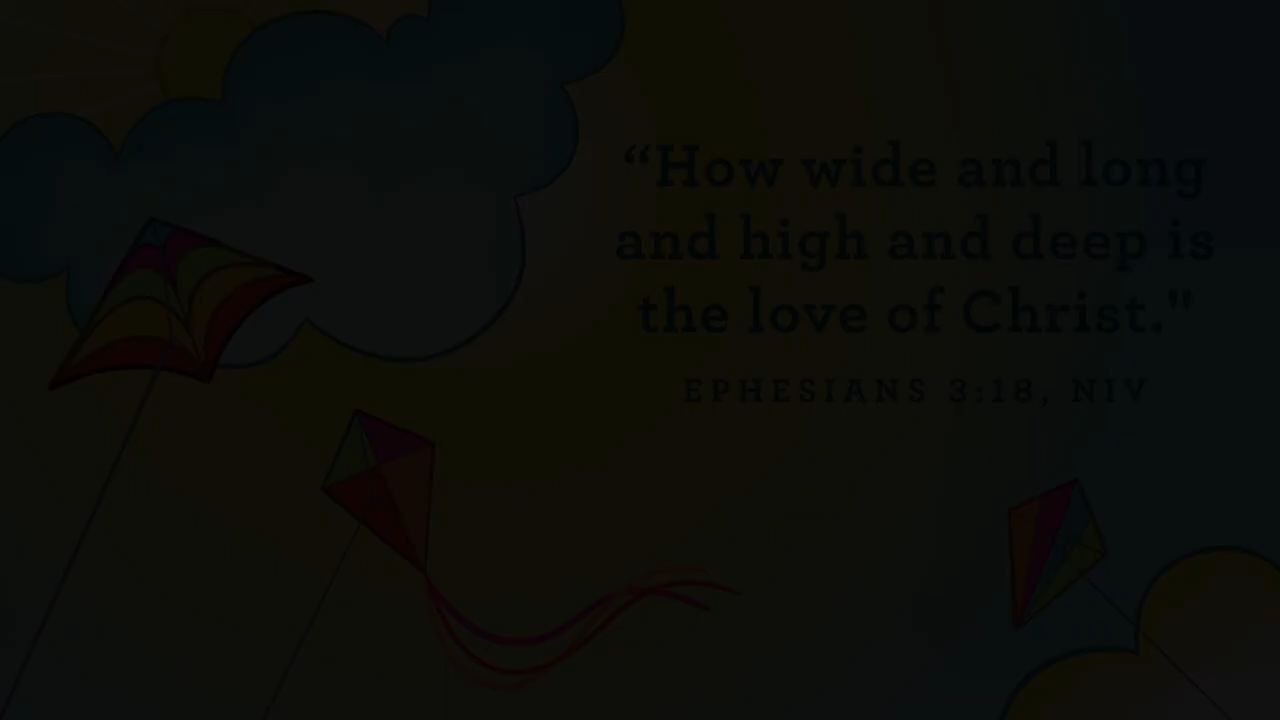 “How wide and long
and high and deep is
the love of Christ."
EPHESIANS 3:18, NIV